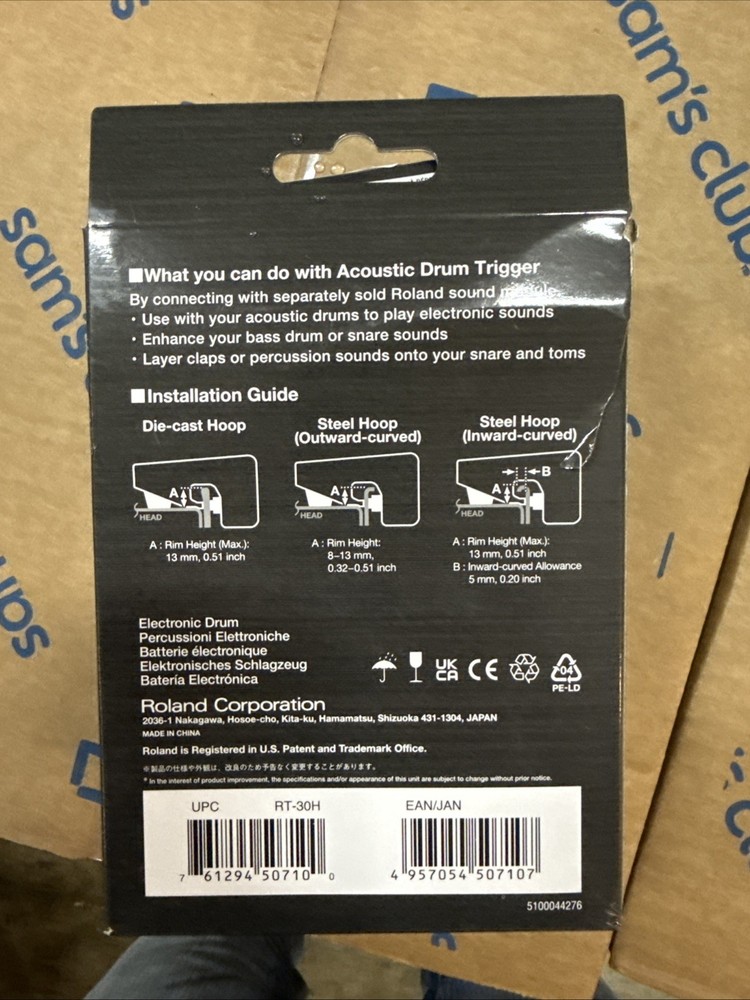 ■What you can do with Acoustic Drum Trigger
By connecting with separately sold Roland sound module,
· Use with your acoustic drums to play electronic sounds
· Enhance your bass drum or snare sounds
· Layer claps or percussion sounds onto your snare and toms
■Installation Guide
Die-cast Hoop
A
HEAD
A : Rim Height (Max.):
13 mm, 0.51 inch
Steel Hoop
(Outward-curved)
A
HEAD
A : Rim Height:
8–13 mm,
0.32–0.51 inch
Steel Hoop
(Inward-curved)
B
A
HEAD
A : Rim Height (Max.):
13 mm, 0.51 inch
B : Inward-curved Allowance
5 mm, 0.20 inch
Electronic Drum
Percussioni Elettroniche
Batterie électronique
Elektronisches Schlagzeug
Batería Electrónica
UK
CA
CE
04
PE-LD
Roland Corporation
2036-1 Nakagawa, Hosoe-cho, Kita-ku, Hamamatsu, Shizuoka 431-1304, JAPAN
MADE IN CHINA
Roland is Registered in U.S. Patent and Trademark Office.
※製品の仕様や外観は、改良のため予告なく変更することがあります。
* In the interest of product improvement, the specifications and/or appearance of this unit are subject to change without prior notice.
UPC RT-30H
7 61294 50710 0
EAN/JAN
4 957054 507107
5100044276
sam's club
sam's